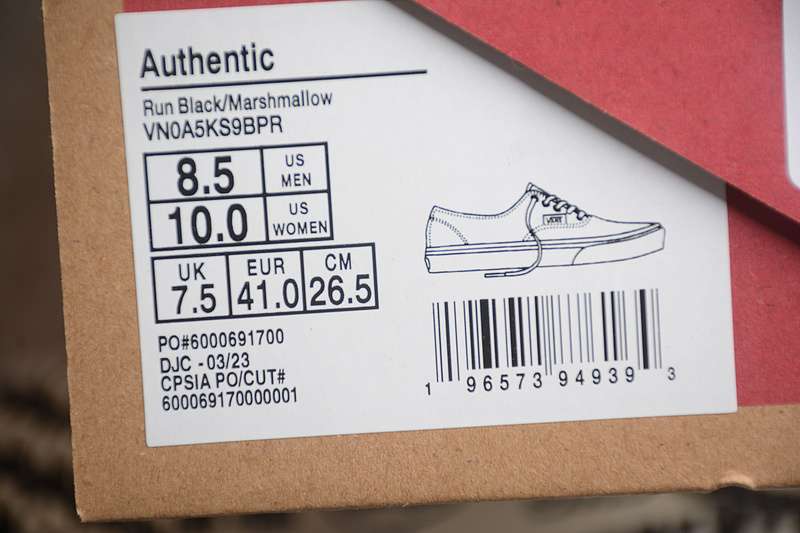 Authentic
Run Black/Marshmallow
VN0A5KS9BPR
8.5 US MEN
10.0 US WOMEN
UK EUR CM
7.5 41.0 26.5
PO#6000691700
DJC - 03/23
CPSIA PO/CUT#
600069170000001
VANS
1 96573 94939 3